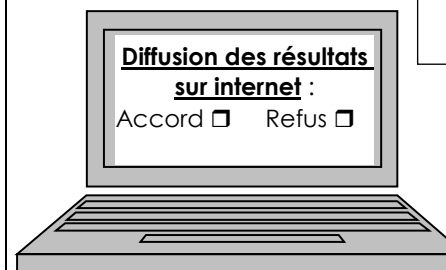 Diffusion des résultats
sur internet :
Accord ❐ Refus ❐